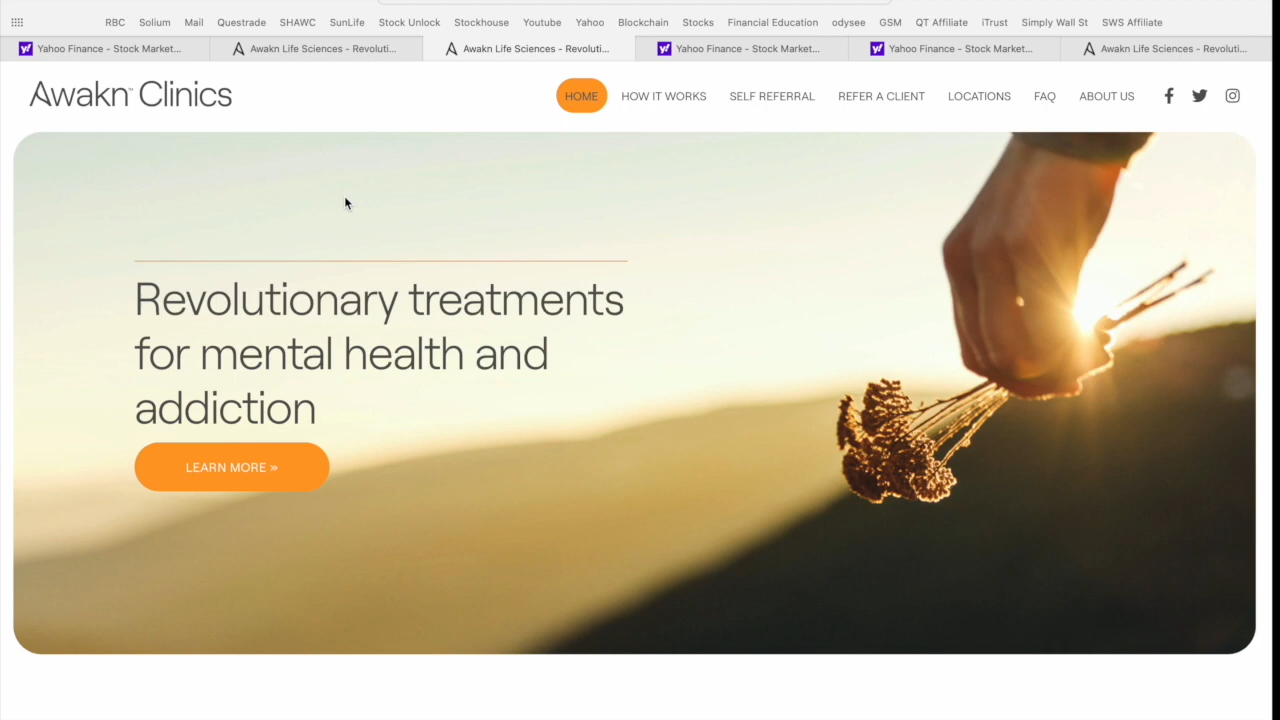 RBC Solium Mail Questrade SHAWC SunLife Stock Unlock Stockhouse Youtube Yahoo Blockchain Stocks Financial Education odysee GSM QT Affiliate iTrust Simply Wall St SWS Affiliate
Yahoo Finance - Stock Market... Awakn Life Sciences - Revoluti... Awakn Life Sciences - Revoluti... Yahoo Finance - Stock Market... Yahoo Finance - Stock Market... Awakn Life Sciences - Revoluti...
Awakn™ Clinics HOME HOW IT WORKS SELF REFERRAL REFER A CLIENT LOCATIONS FAQ ABOUT US
Revolutionary treatments
for mental health and
addiction
LEARN MORE »